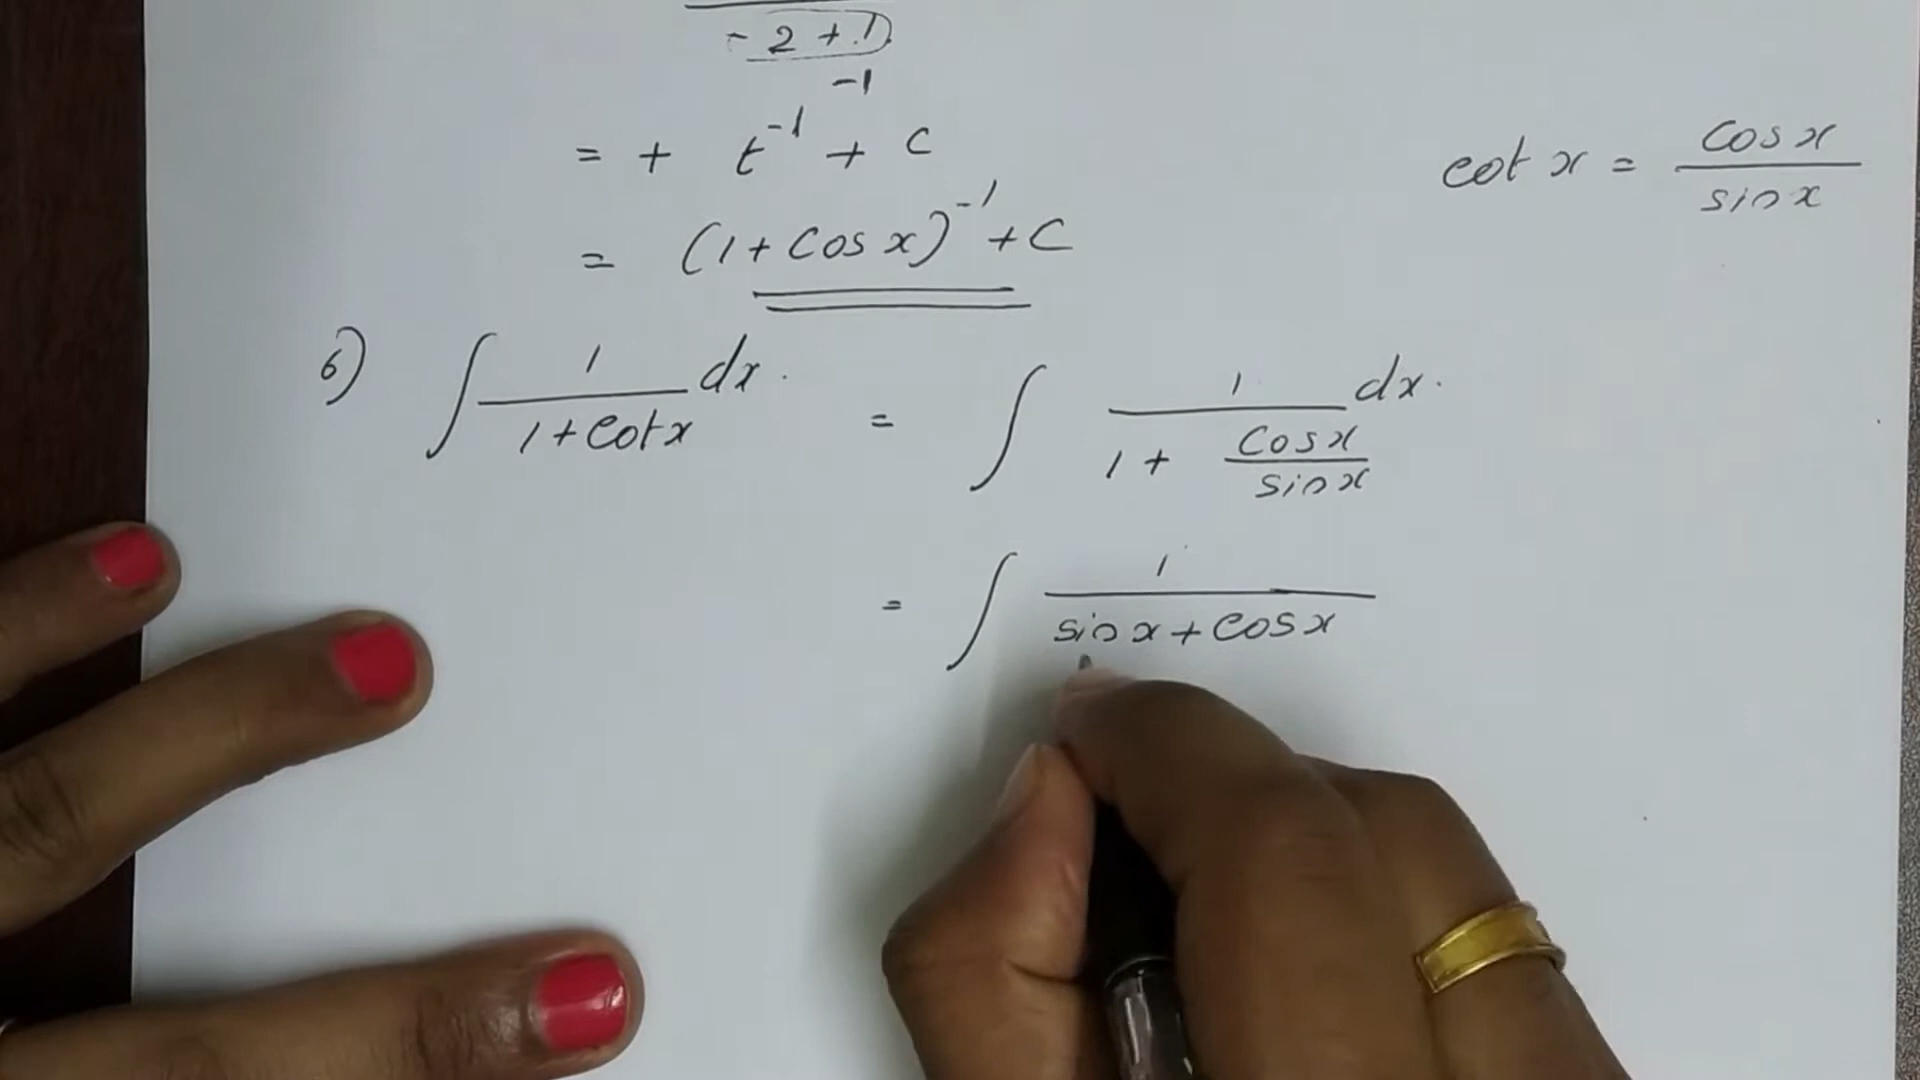 - 2 + 1
-1
= + t⁻¹ + c
= (1 + Cos x)⁻¹ + C
cot x = Cos x / sin x
6) ∫ 1 / 1 + Cot x dx. = ∫ 1 / 1 + Cos x / sin x dx.
= ∫ 1 / sin x + Cos x